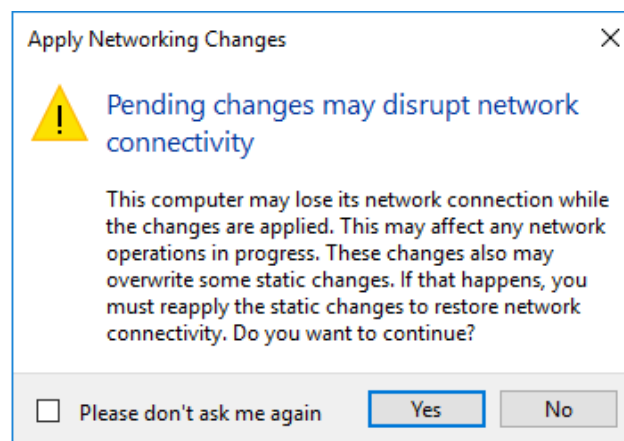 Apply Networking Changes
Pending changes may disrupt network
connectivity
This computer may lose its network connection while
the changes are applied. This may affect any network
operations in progress. These changes also may
overwrite some static changes. If that happens, you
must reapply the static changes to restore network
connectivity. Do you want to continue?
Please don't ask me again
Yes
No